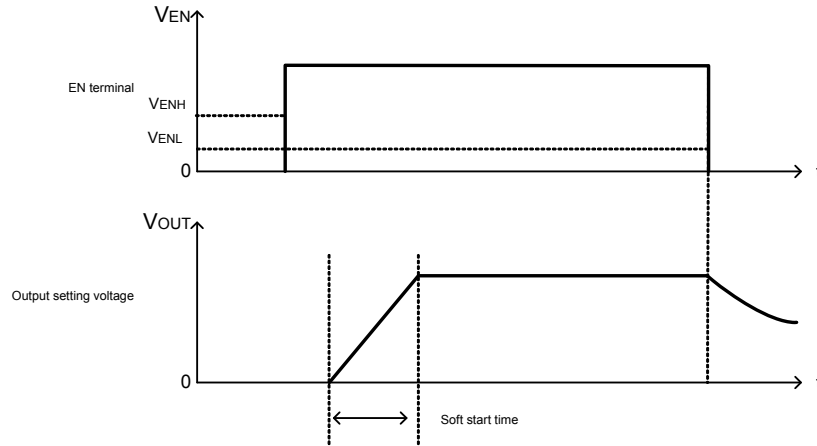 VEN
EN terminal
VENH
VENL
0
t
VOUT
Output setting voltage
0
t
Soft start time